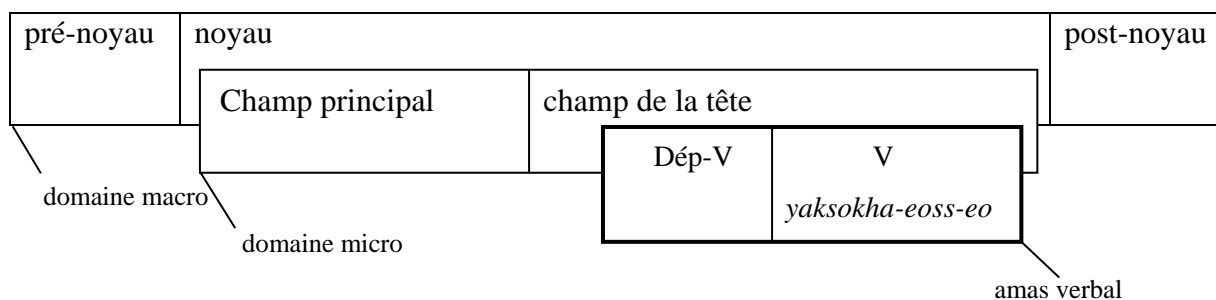 pré-noyau noyau post-noyau
Champ principal champ de la tête
Dép-V V
yaksokha-eoss-eo
domaine macro
domaine micro
amas verbal